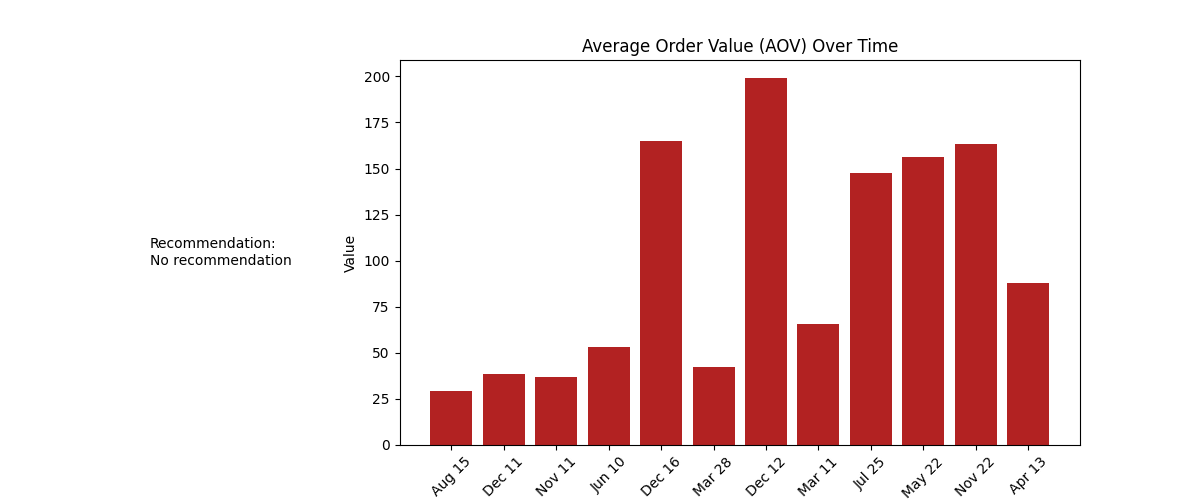 Average Order Value (AOV) Over Time
Recommendation:
No recommendation
Value
200
175
150
125
100
75
50
25
0
Aug 15
Dec 11
Nov 11
Jun 10
Dec 16
Mar 28
Dec 12
Mar 11
Jul 25
May 22
Nov 22
Apr 13